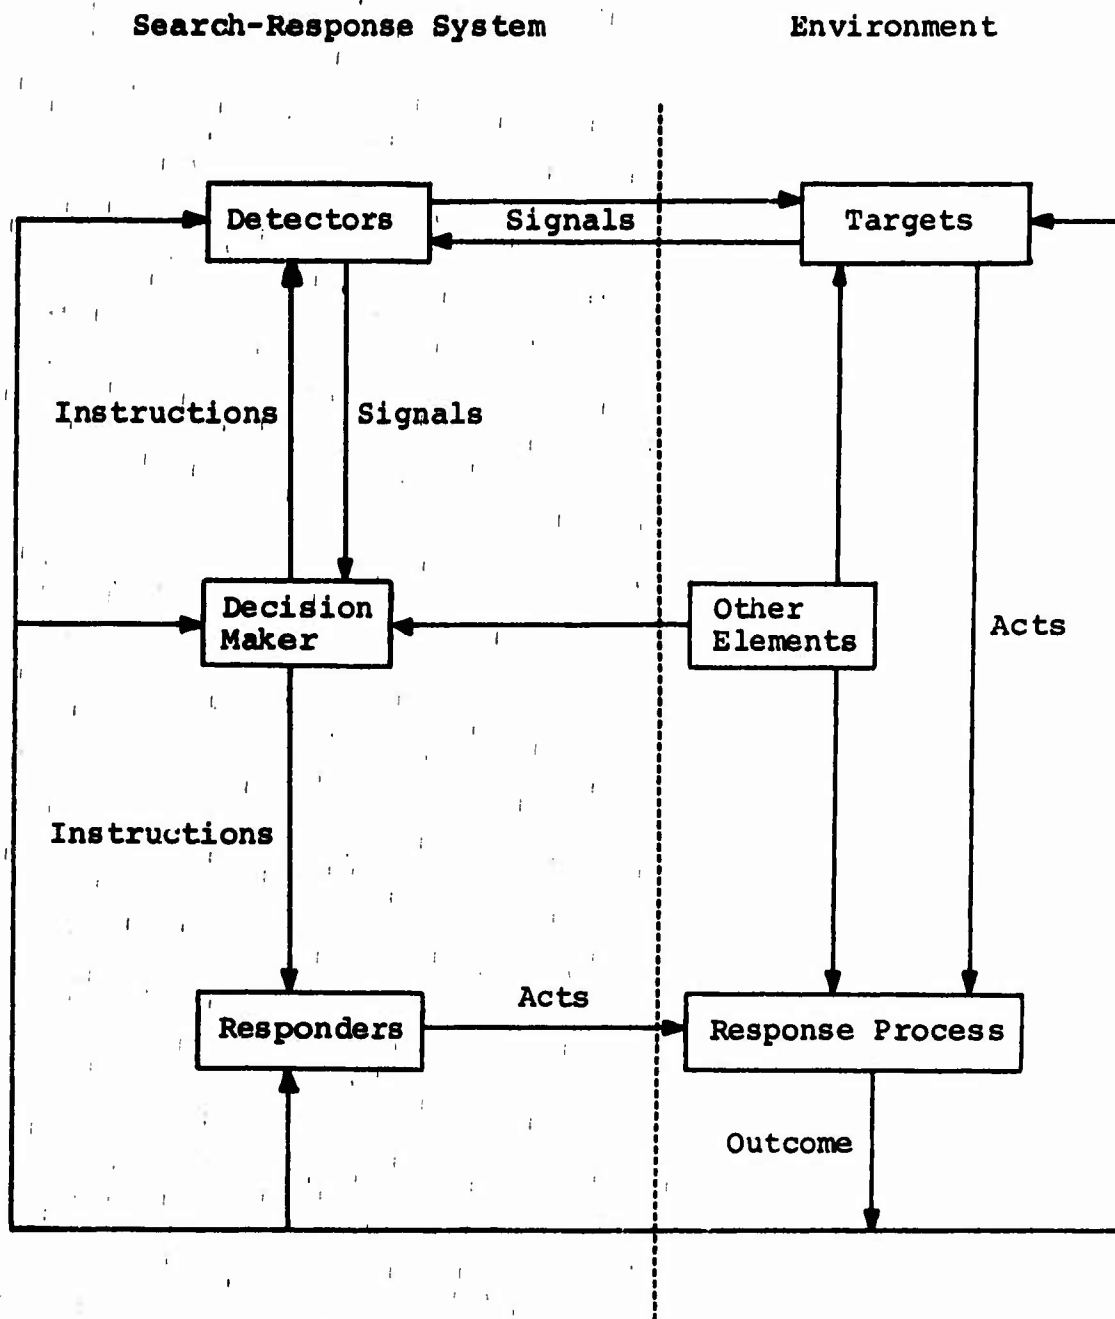 Search-Response System
Environment
Detectors
Signals
Targets
Instructions
Signals
Decision
Maker
Other
Elements
Acts
Instructions
Acts
Responders
Response Process
Outcome